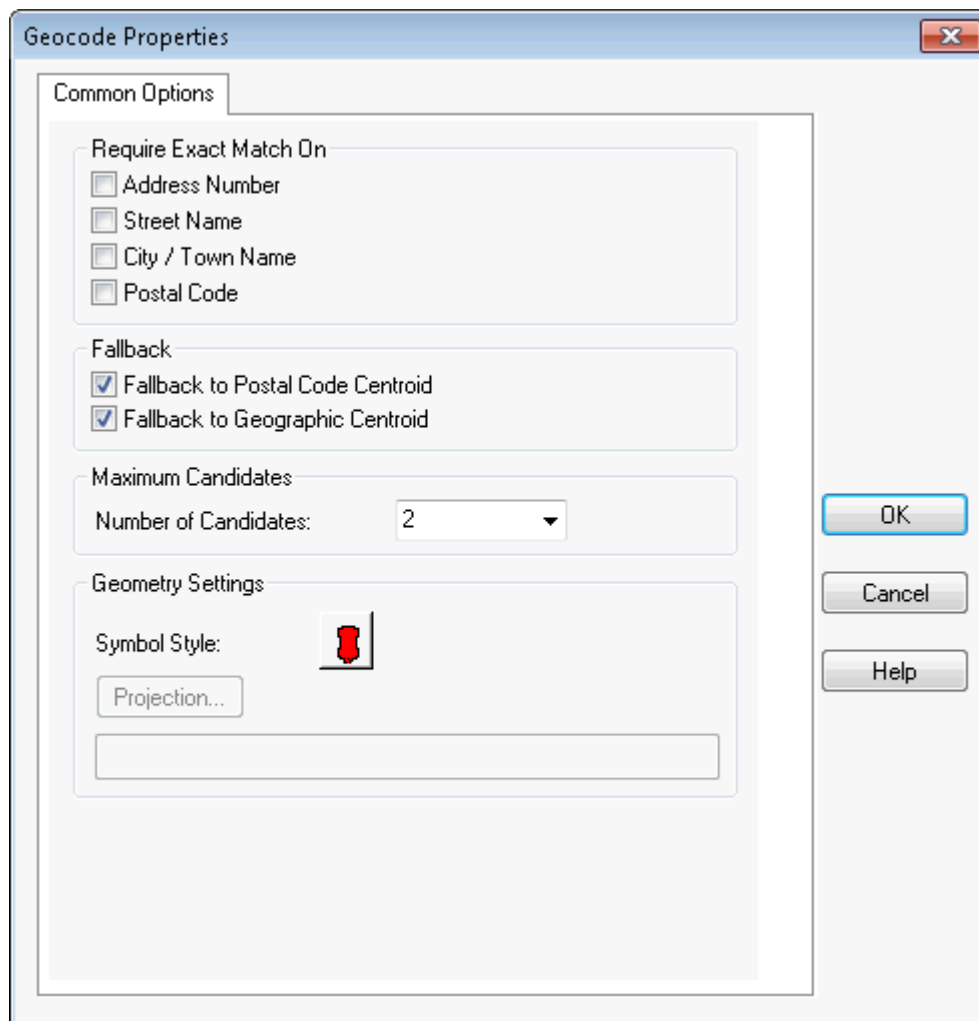 Geocode Properties
Common Options
Require Exact Match On
Address Number
Street Name
City / Town Name
Postal Code
Fallback
Fallback to Postal Code Centroid
Fallback to Geographic Centroid
Maximum Candidates
Number of Candidates: 2
Geometry Settings
Symbol Style:
Projection...
OK
Cancel
Help